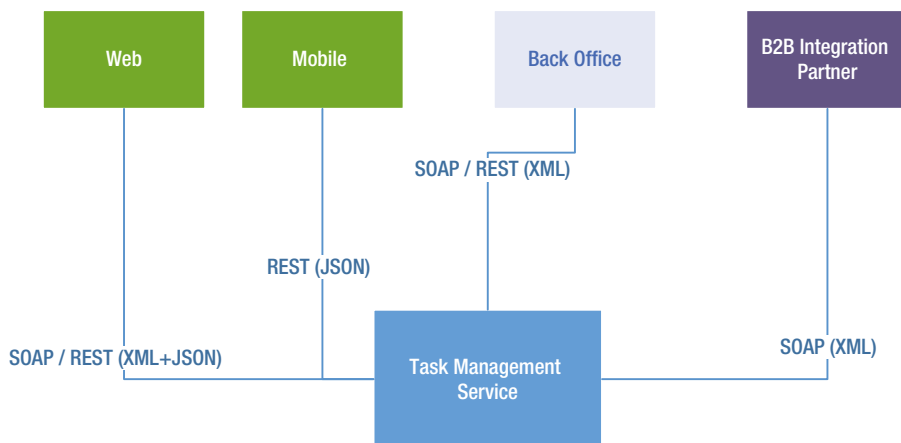 Web
Mobile
Back Office
B2B Integration
Partner
SOAP / REST (XML)
REST (JSON)
SOAP / REST (XML+JSON)
SOAP (XML)
Task Management
Service